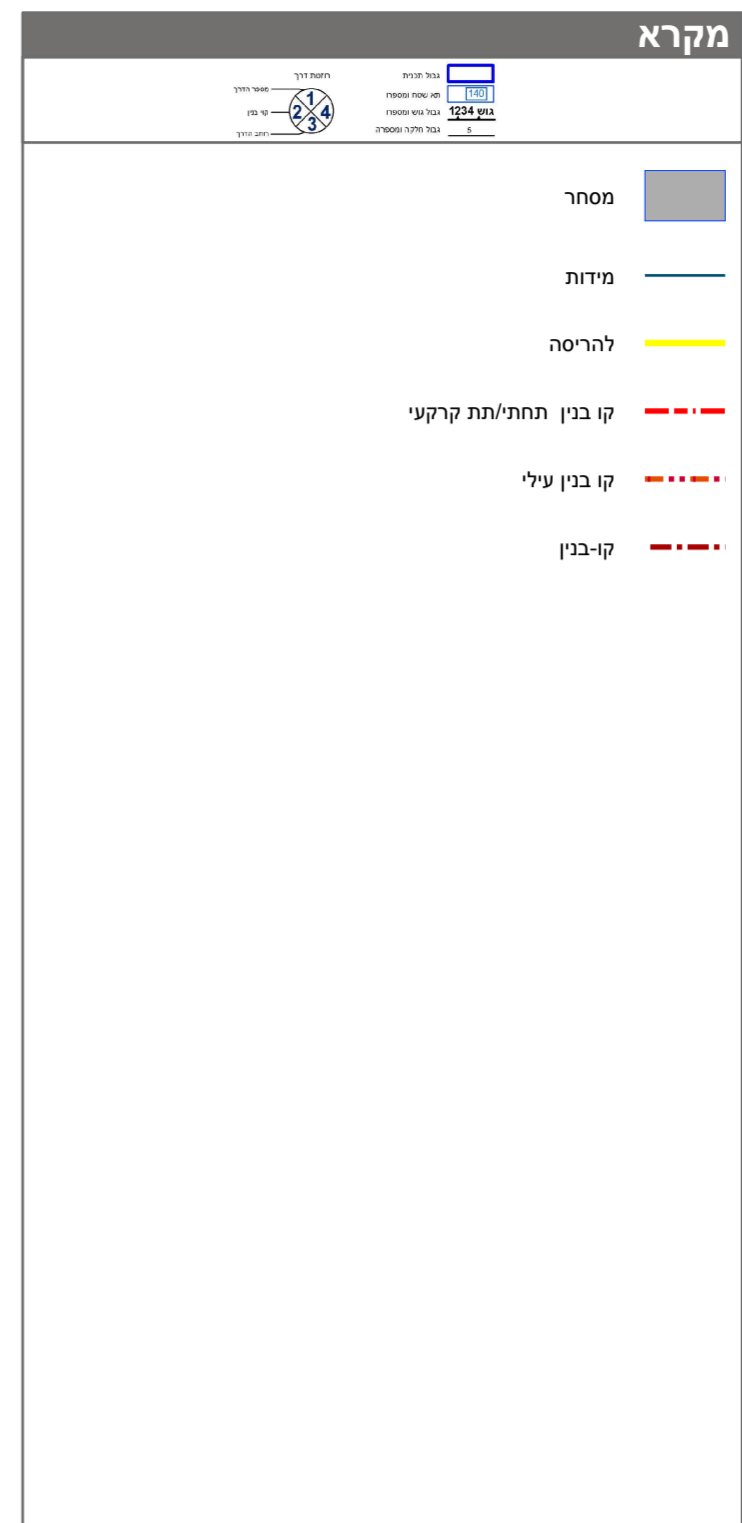 מקרא
גבול תכנית
תא שטח ומספרו 140
גבול גוש ומספרו גוש 1234
גבול חלקה ומספרה 5
רוזטת דרך
מספר הדרך
קוי בנין
רוחב הדרך
1
2 4
3
מסחר
מידות
להריסה
קו בנין תחתי/תת קרקעי
קו בנין עילי
קו-בנין